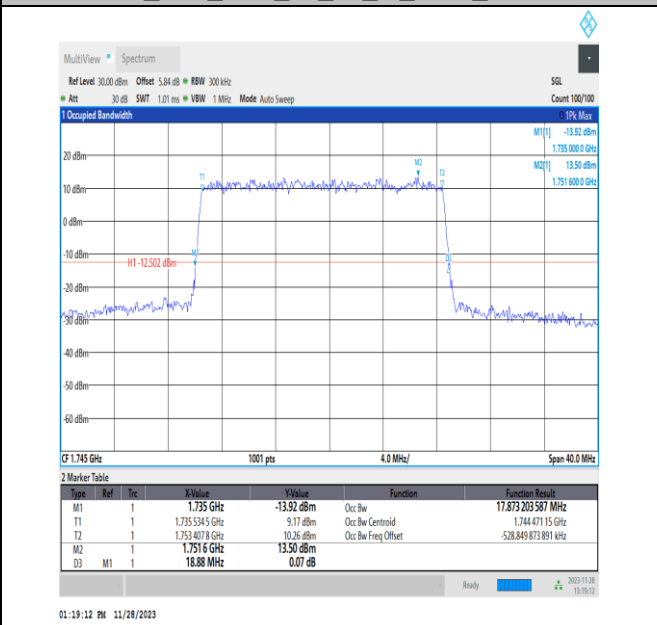 MultiView Spectrum
Ref Level 30.00 dBm Offset 5.84 dB RBW 300 kHz SGL
Att 30 dB SWT 1.01 ms VBW 1 MHz Mode Auto Sweep Count 100/100
1 Occupied Bandwidth 1Pk Max
M1[1] -13.92 dBm
1.735 000 0 GHz
M2[1] 13.50 dBm
1.751 600 0 GHz
20 dBm
M2
T1 T2
10 dBm
0 dBm
-10 dBm
M1 D3
H1 -12.502 dBm
-20 dBm
-30 dBm
-40 dBm
-50 dBm
-60 dBm
CF 1.745 GHz 1001 pts 4.0 MHz/ Span 40.0 MHz
2 Marker Table
Type Ref Trc X-Value Y-Value Function Function Result
M1 1 1.735 GHz -13.92 dBm Occ Bw 17.873 203 587 MHz
T1 1 1.735 534 5 GHz 9.17 dBm Occ Bw Centroid 1.744 471 15 GHz
T2 1 1.753 407 8 GHz 10.26 dBm Occ Bw Freq Offset -528.849 873 891 kHz
M2 1 1.751 6 GHz 13.50 dBm
D3 M1 1 18.88 MHz 0.07 dB
Ready 2023-11-28
13:19:12
01:19:12 PM 11/28/2023